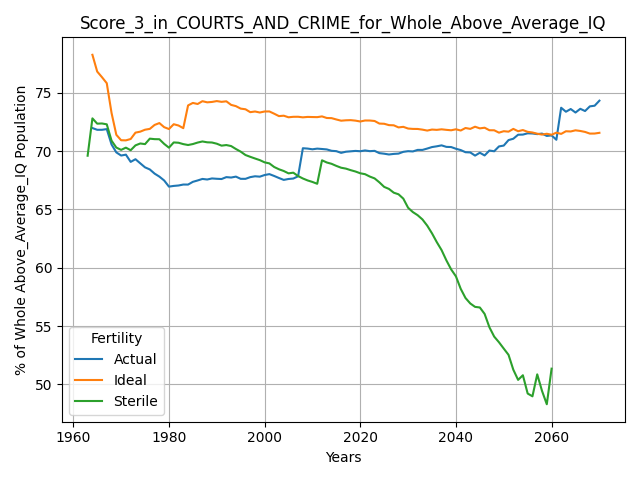 Score_3_in_COURTS_AND_CRIME_for_Whole_Above_Average_IQ
% of Whole Above_Average_IQ Population
75
70
65
60
55
50
Fertility
Actual
Ideal
Sterile
1960 1980 2000 2020 2040 2060
Years